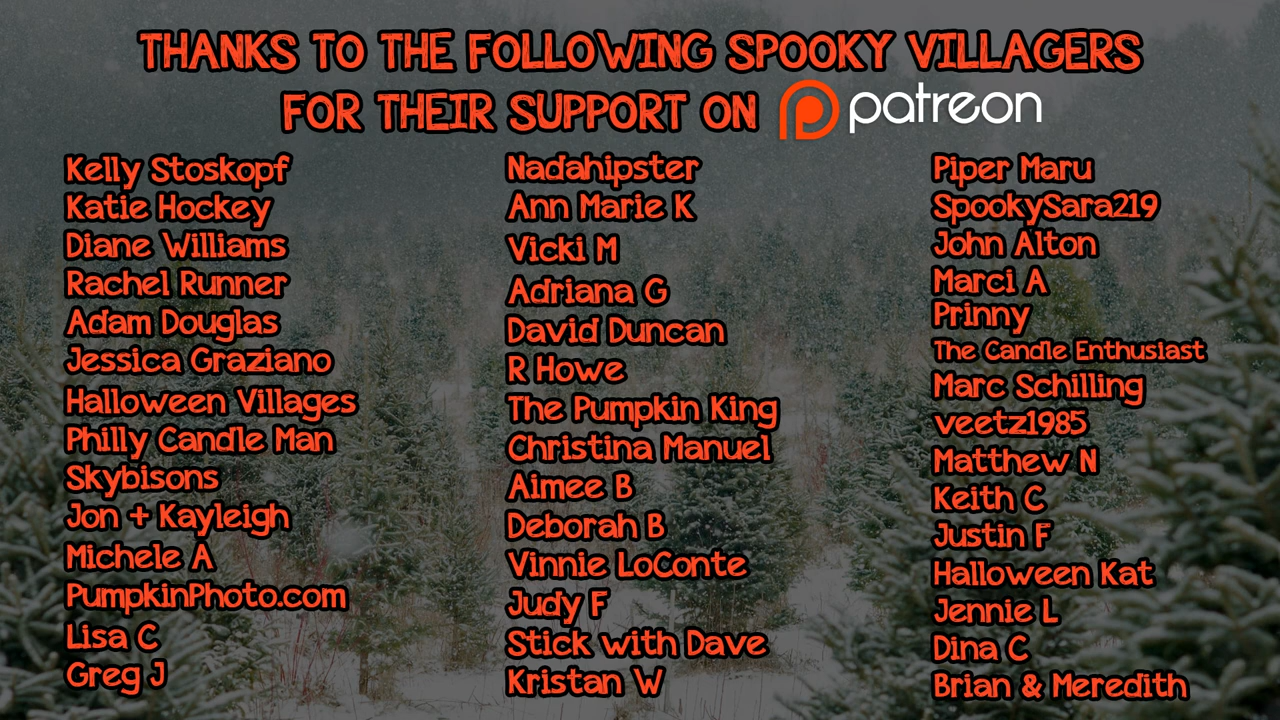 THANKS TO THE FOLLOWING SPOOKY VILLAGERS
FOR THEIR SUPPORT ON patreon
Kelly Stoskopf
Katie Hockey
Diane Williams
Rachel Runner
Adam Douglas
Jessica Graziano
Halloween Villages
Philly Candle Man
Skybisons
Jon + Kayleigh
Michele A
PumpkinPhoto.com
Lisa C
Greg J
Nadahipster
Ann Marie K
Vicki M
Adriana G
David Duncan
R Howe
The Pumpkin King
Christina Manuel
Aimee B
Deborah B
Vinnie LoConte
Judy F
Stick with Dave
Kristan W
Piper Maru
SpookySara219
John Alton
Marci A
Prinny
The Candle Enthusiast
Marc Schilling
veetz1985
Matthew N
Keith C
Justin F
Halloween Kat
Jennie L
Dina C
Brian & Meredith